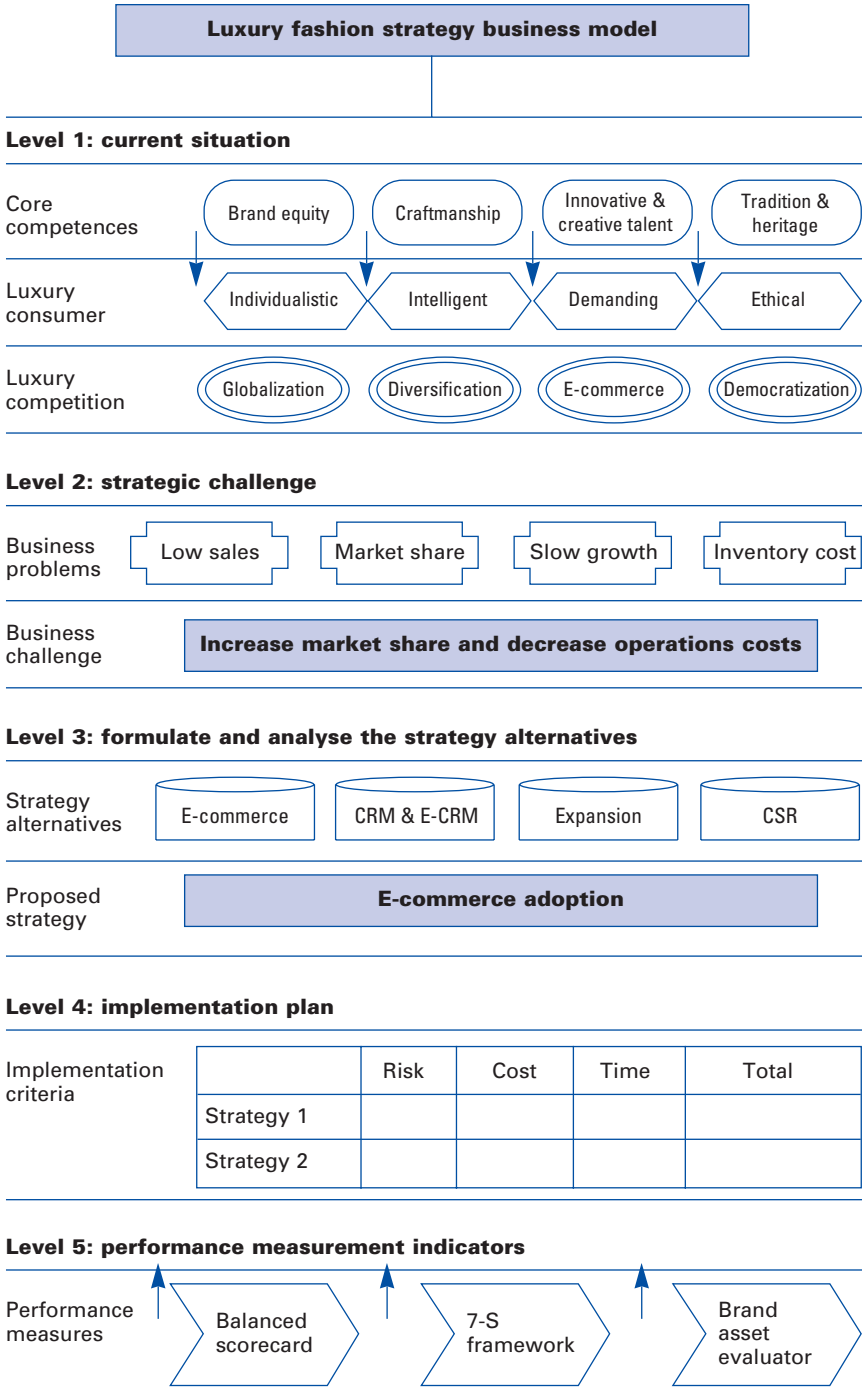 Luxury fashion strategy business model
Level 1: current situation
Core
competences
Brand equity
Craftmanship
Innovative &
creative talent
Tradition &
heritage
Luxury
consumer
Individualistic
Intelligent
Demanding
Ethical
Luxury
competition
Globalization
Diversification
E-commerce
Democratization
Level 2: strategic challenge
Business
problems
Low sales
Market share
Slow growth
Inventory cost
Business
challenge
Increase market share and decrease operations costs
Level 3: formulate and analyse the strategy alternatives
Strategy
alternatives
E-commerce
CRM & E-CRM
Expansion
CSR
Proposed
strategy
E-commerce adoption
Level 4: implementation plan
Implementation
criteria
Risk Cost Time Total
Strategy 1
Strategy 2
Level 5: performance measurement indicators
Performance
measures
Balanced
scorecard
7-S
framework
Brand
asset
evaluator